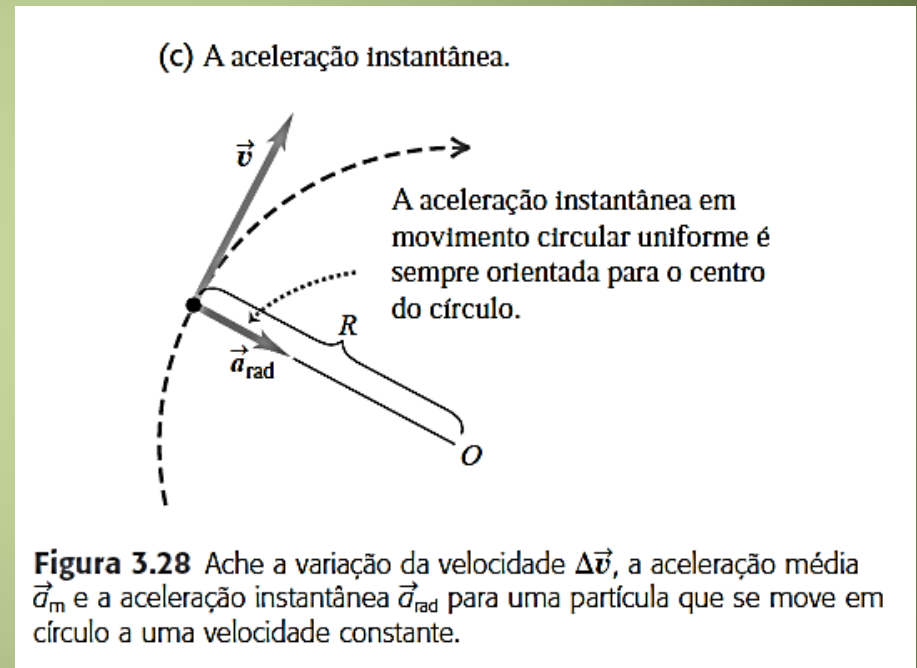 (c) A aceleração instantânea.
v⃗
A aceleração instantânea em
movimento circular uniforme é
sempre orientada para o centro
do círculo.
R
a⃗rad
O
Figura 3.28 Ache a variação da velocidade Δv⃗, a aceleração média
a⃗m e a aceleração instantânea a⃗rad para uma partícula que se move em
círculo a uma velocidade constante.